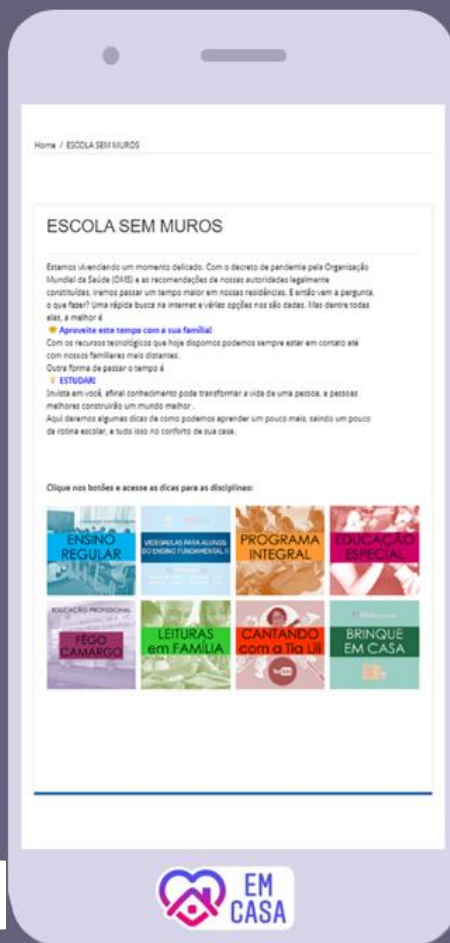 Home / ESCOLA SEM MUROS
ESCOLA SEM MUROS
Estamos vivenciando um momento delicado. Com o decreto de pandemia pela Organização
Mundial da Saúde (OMS) e as recomendações de nossas autoridades legalmente
constituídas, iremos passar um tempo maior em nossas residências. E então vem a pergunta,
o que fazer? Uma rápida busca na internet e várias opções nos são dadas. Mas dentre todas
elas, a melhor é
Aproveite este tempo com a sua família!
Com os recursos tecnológicos que hoje dispomos podemos sempre estar em contato até
com nossos familiares mais distantes.
Outra forma de passar o tempo é
ESTUDAR!
Invista em você, afinal conhecimento pode transformar a vida de uma pessoa, e pessoas
melhores construirão um mundo melhor .
Aqui daremos algumas dicas de como podemos aprender um pouco mais, saindo um pouco
da rotina escolar, e tudo isso no conforto de sua casa.
Clique nos botões e acesse as dicas para as disciplinas:
ENSINO
REGULAR
VIDEOAULAS PARA ALUNOS
DO ENSINO FUNDAMENTAL II
PROGRAMA
INTEGRAL
EDUCAÇÃO
ESPECIAL
EDUCAÇÃO PROFISSIONAL
FÊGO
CAMARGO
LEITURAS
em FAMÍLIA
CANTANDO
com a Tia Lili
BRINQUE
EM CASA
EM
CASA